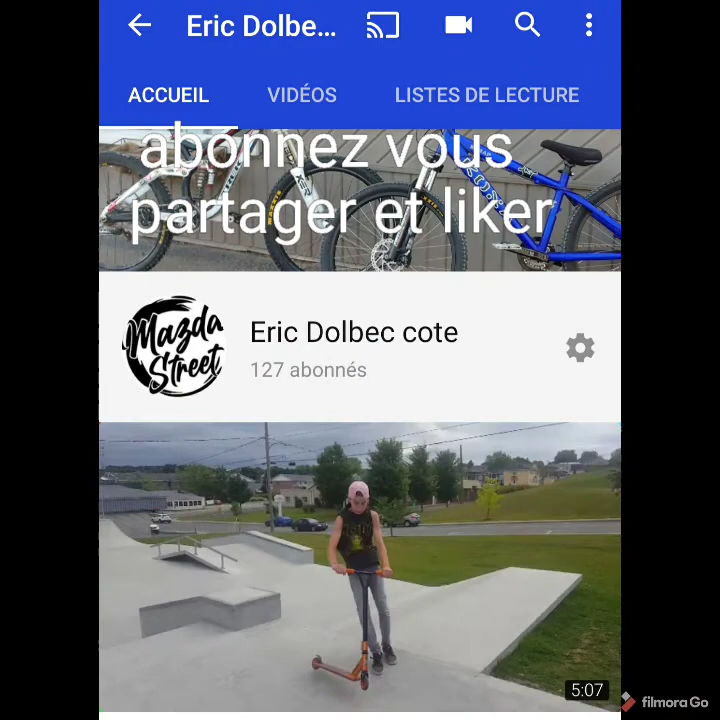 Eric Dolbe...
ACCUEIL VIDÉOS LISTES DE LECTURE
abonnez vous
partager et liker
Mazda
Street
Eric Dolbec cote
127 abonnés
5:07
filmora Go